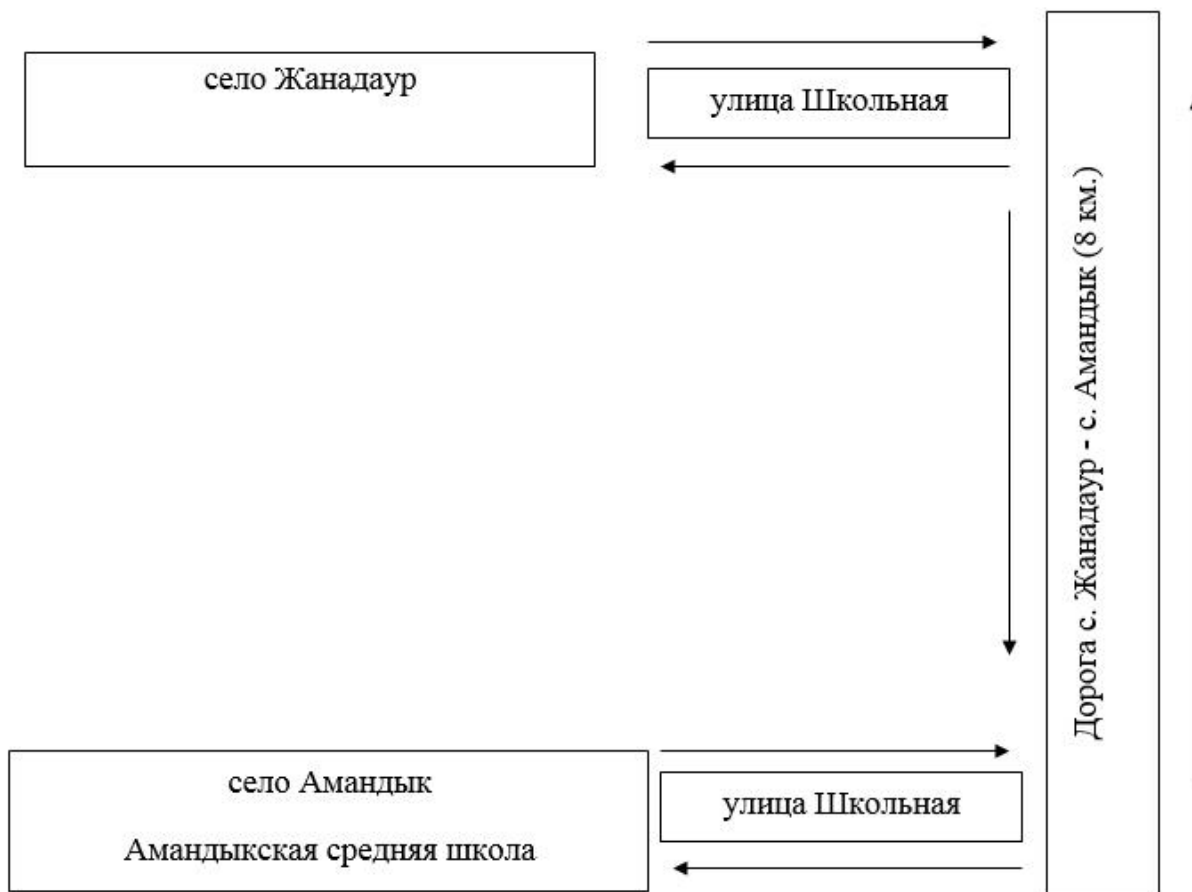 село Жанадаур
улица Школьная
Дорога с. Жанадаур - с. Амандык (8 км.)
село Амандык
Амандыкская средняя школа
улица Школьная